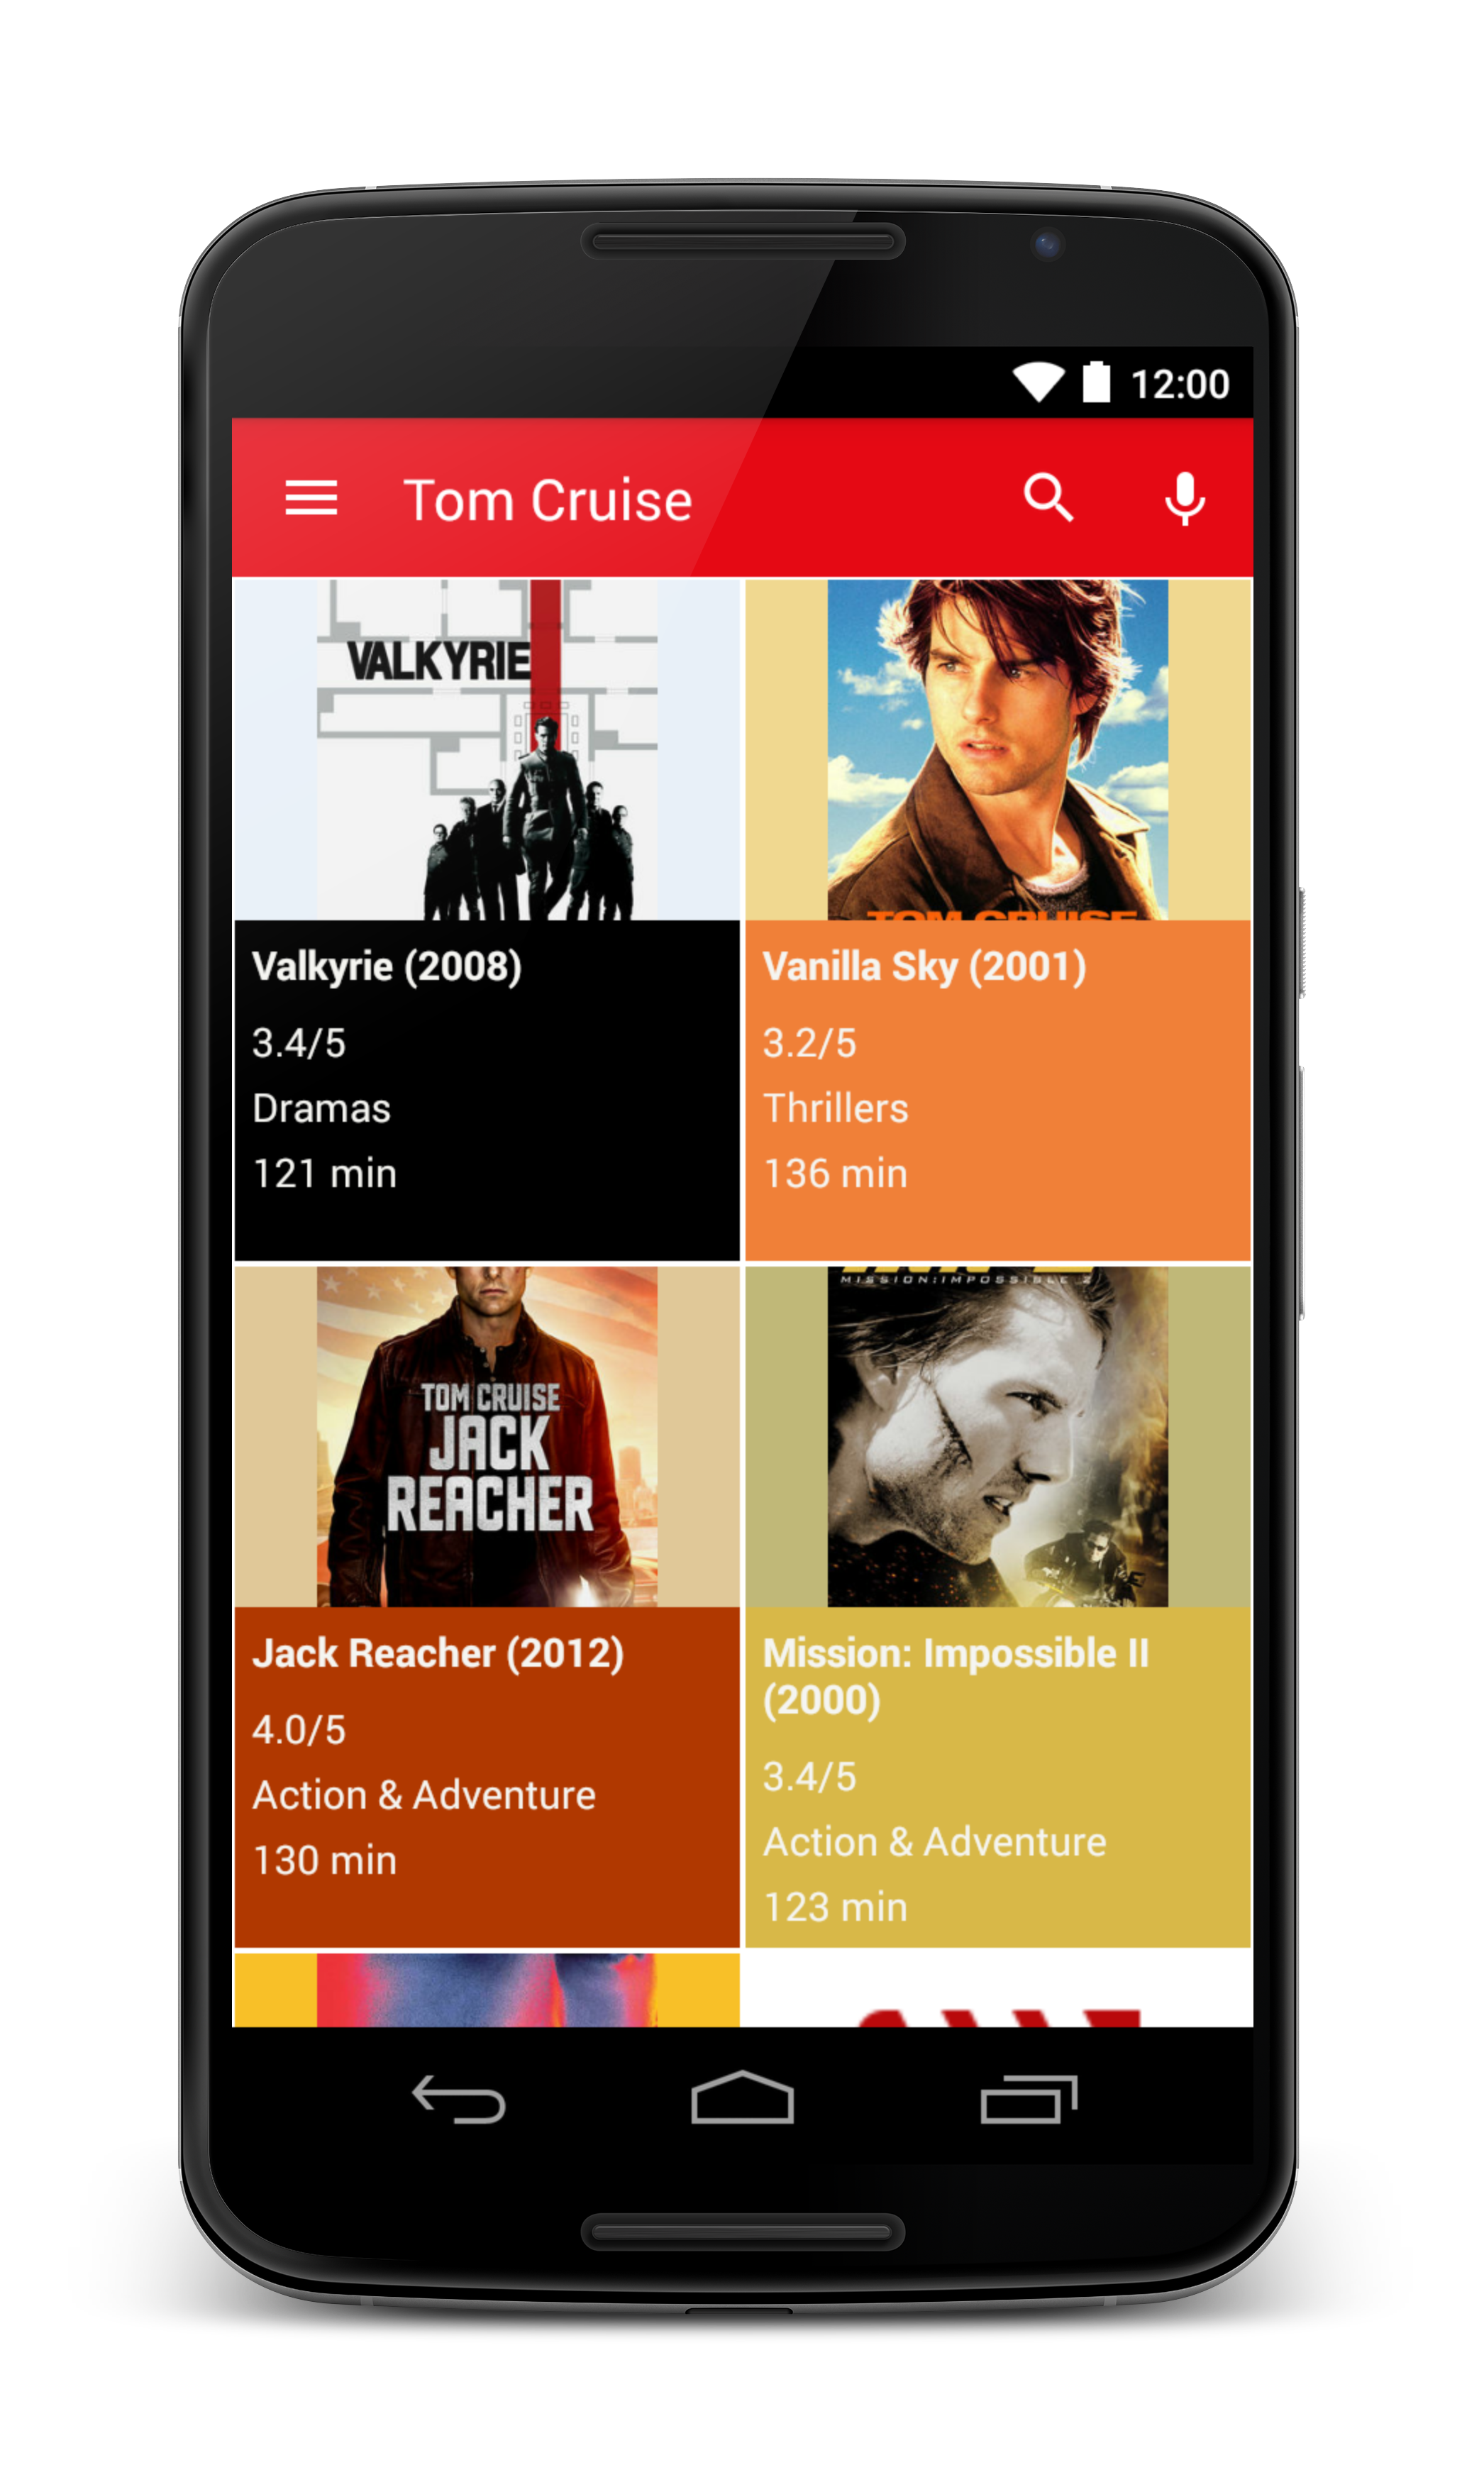 12:00
Tom Cruise
VALKYRIE
TOM CRUISE
Valkyrie (2008)
3.4/5
Dramas
121 min
Vanilla Sky (2001)
3.2/5
Thrillers
136 min
TOM CRUISE
JACK
REACHER
MISSION:IMPOSSIBLE 2
Jack Reacher (2012)
4.0/5
Action & Adventure
130 min
Mission: Impossible II
(2000)
3.4/5
Action & Adventure
123 min